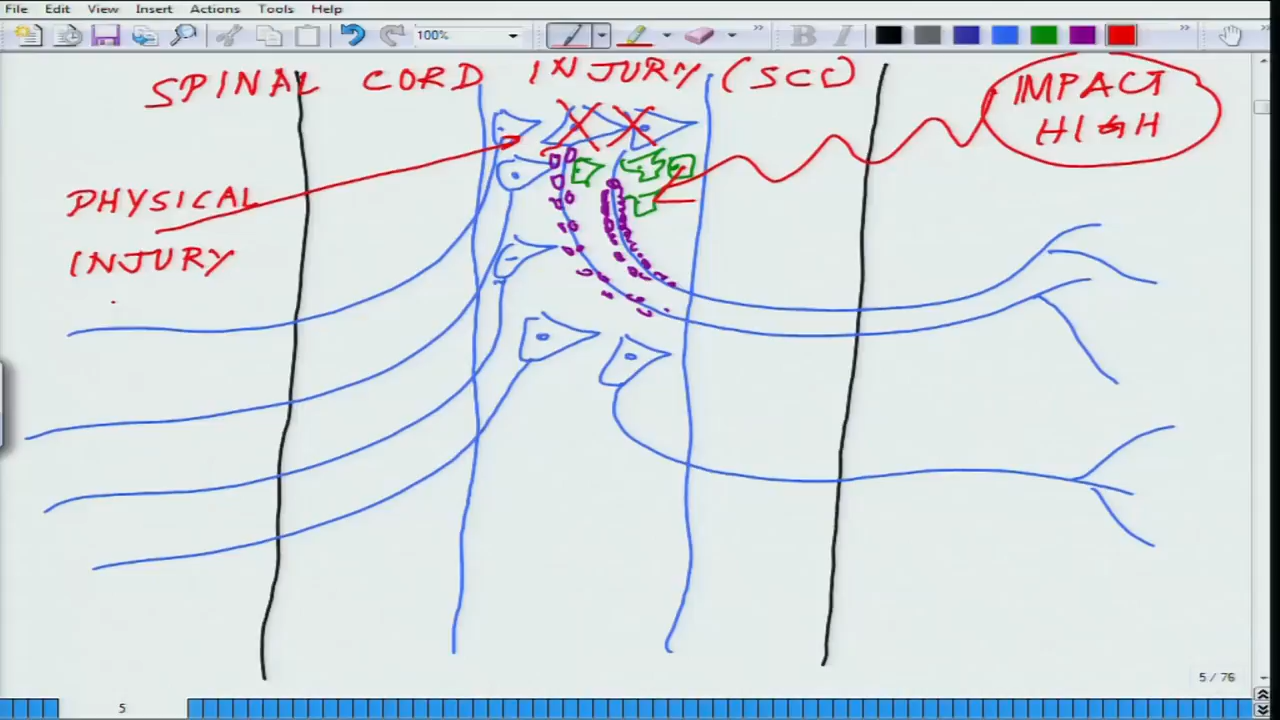 File Edit View Insert Actions Tools Help
100%
B I
SPINAL CORD INJURY (SCI)
IMPACT
HIGH
PHYSICAL
INJURY
5 / 76
5